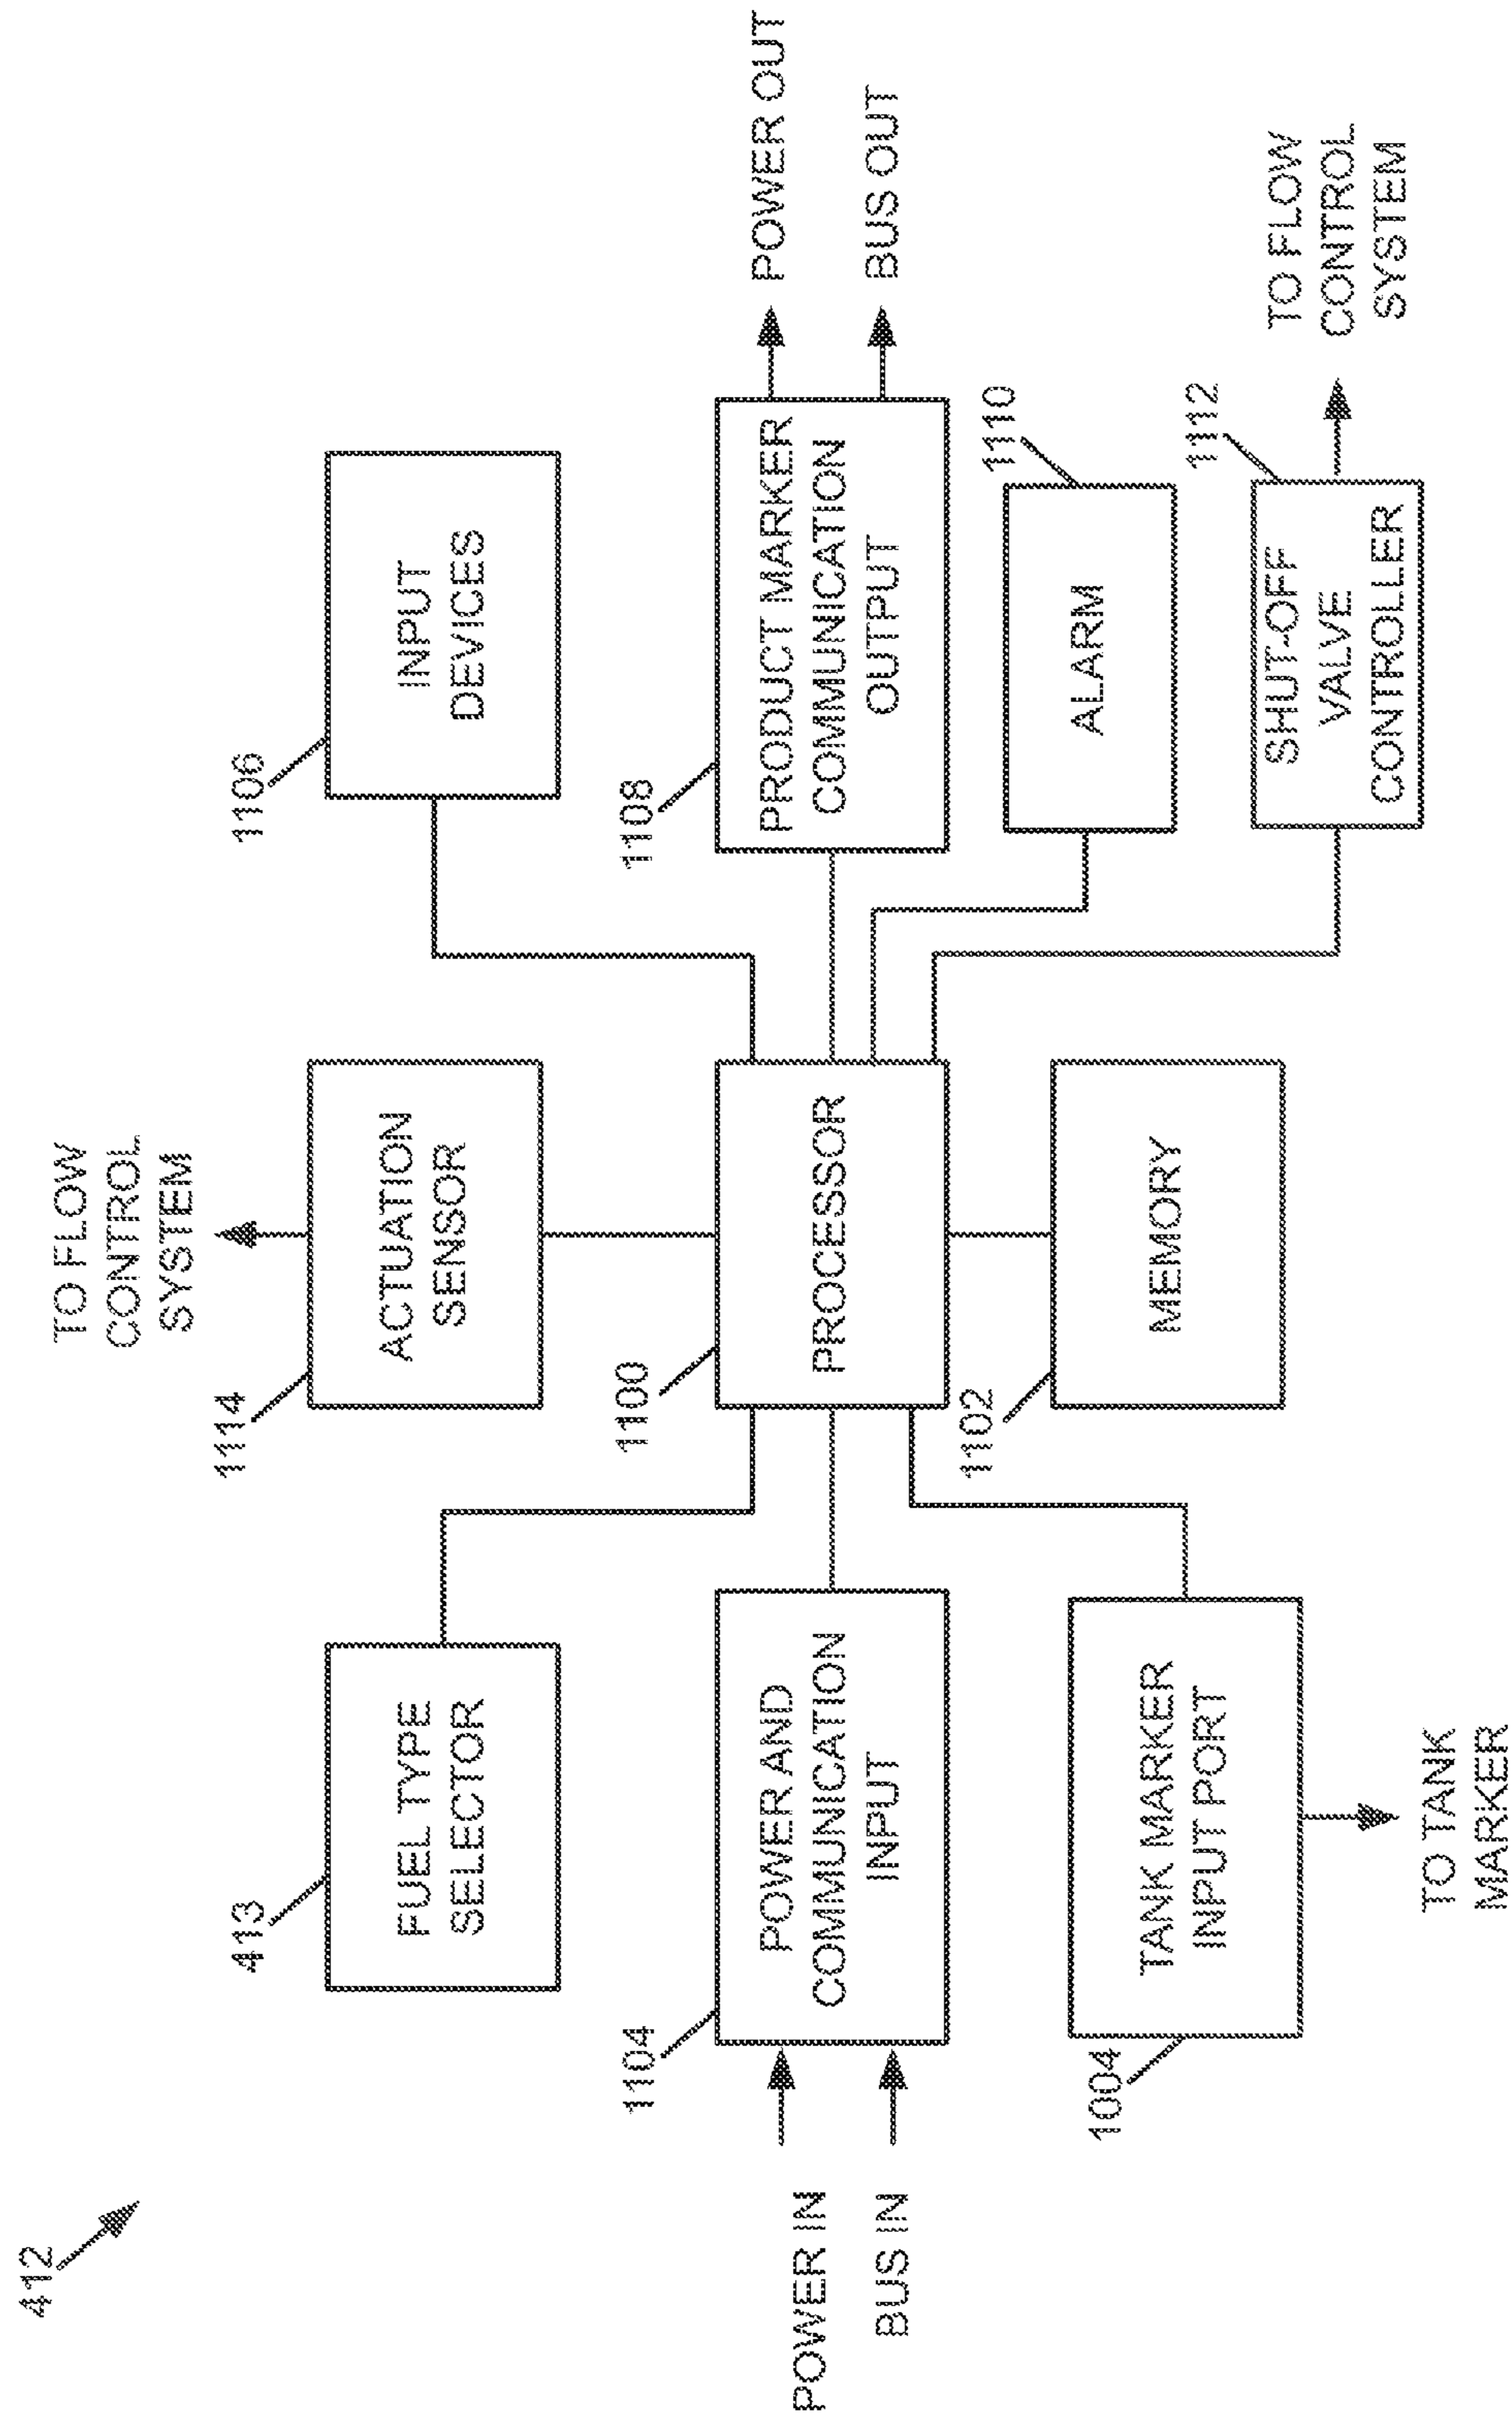 412
TO FLOW
CONTROL
SYSTEM
413
FUEL TYPE
SELECTOR
1114
ACTUATION
SENSOR
1106
INPUT
DEVICES
POWER IN
BUS IN
1104
POWER AND
COMMUNICATION
INPUT
1100
PROCESSOR
1108
PRODUCT MARKER
COMMUNICATION
OUTPUT
POWER OUT
BUS OUT
1004
TANK MARKER
INPUT PORT
TO TANK
MARKER
1102
MEMORY
1110
ALARM
1112
SHUT-OFF
VALVE
CONTROLLER
TO FLOW
CONTROL
SYSTEM